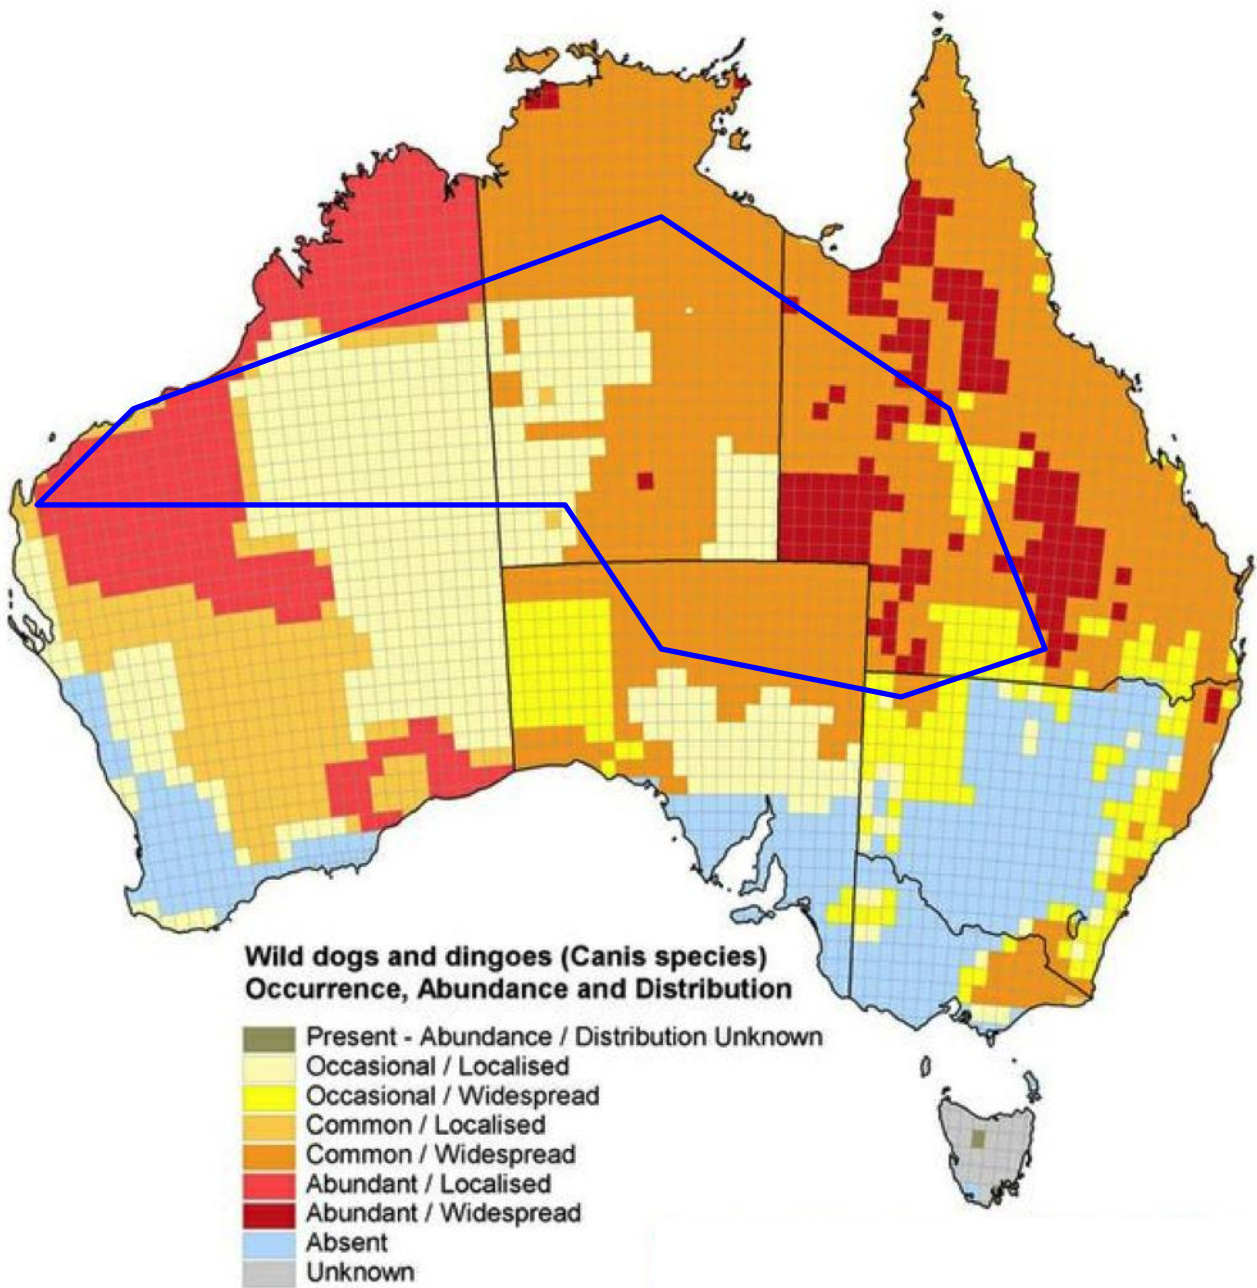 Wild dogs and dingoes (Canis species)
Occurrence, Abundance and Distribution
Present - Abundance / Distribution Unknown
Occasional / Localised
Occasional / Widespread
Common / Localised
Common / Widespread
Abundant / Localised
Abundant / Widespread
Absent
Unknown